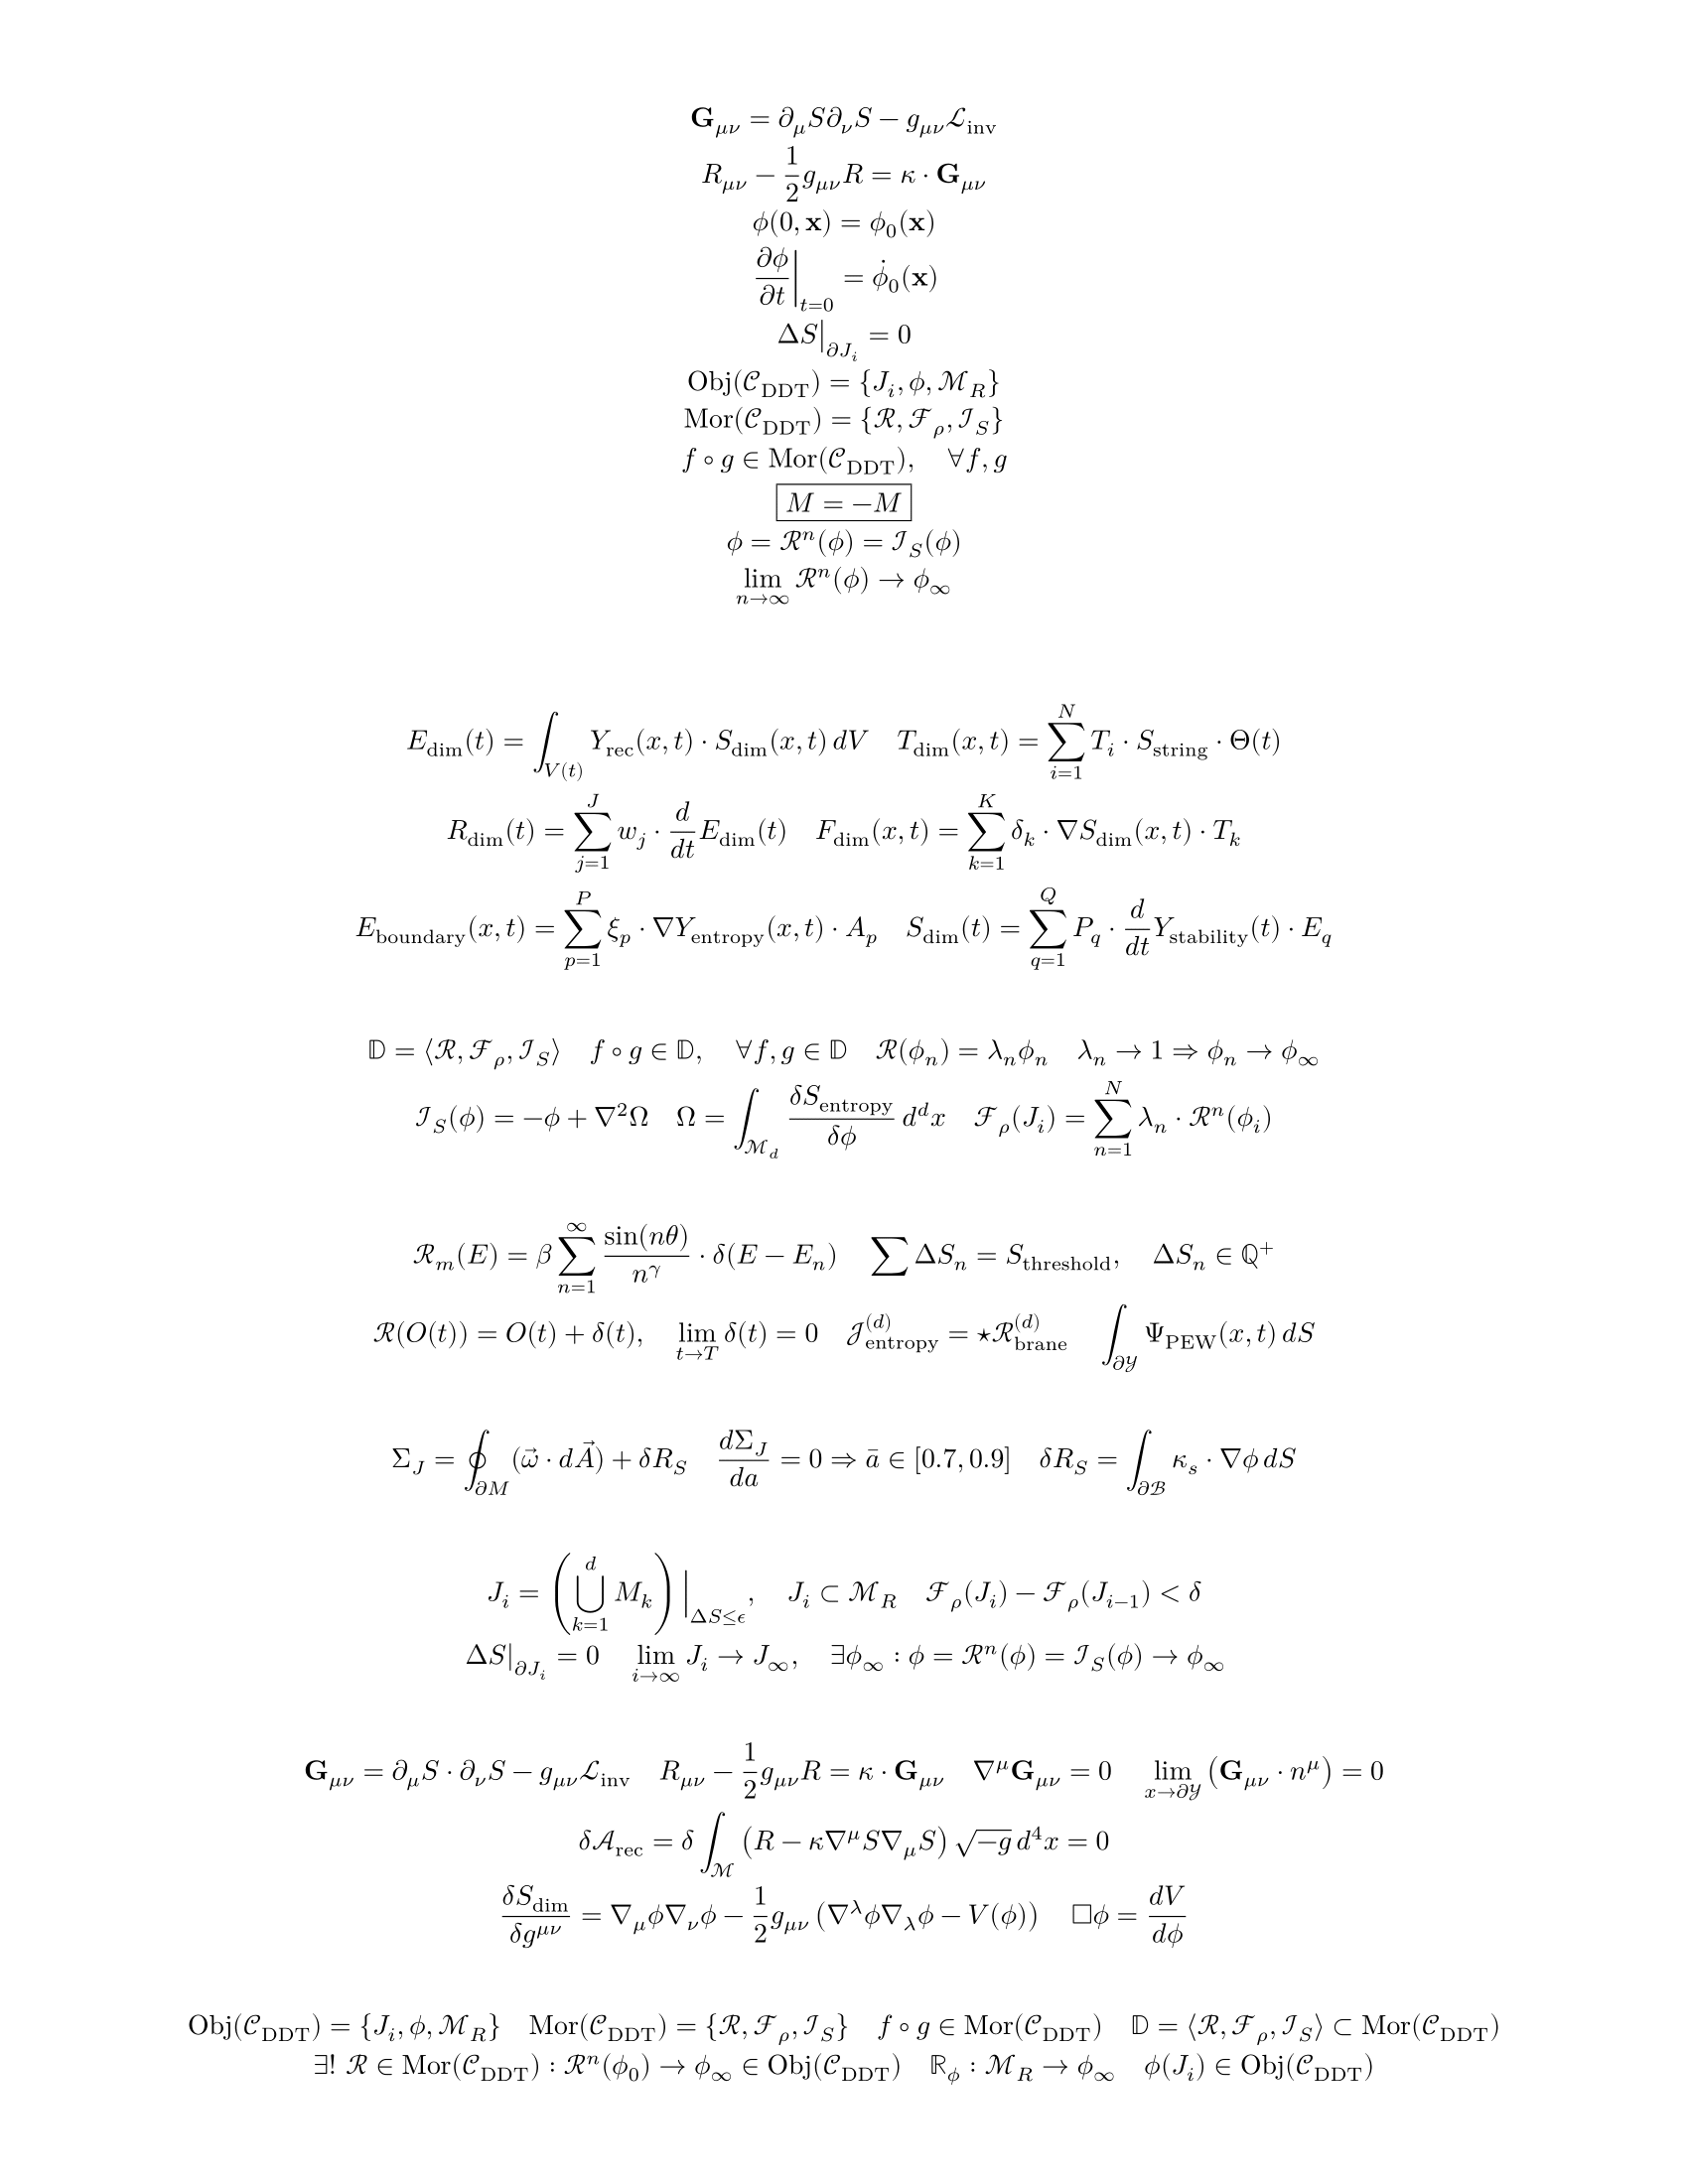 $\mathbf{G}_{\mu\nu} = \partial_\mu S \partial_\nu S - g_{\mu\nu} \mathcal{L}_{\text{inv}}$
$R_{\mu\nu} - \frac{1}{2} g_{\mu\nu} R = \kappa \cdot \mathbf{G}_{\mu\nu}$
$\phi(0, \mathbf{x}) = \phi_0(\mathbf{x})$
$\left. \frac{\partial \phi}{\partial t} \right|_{t=0} = \dot{\phi}_0(\mathbf{x})$
$\Delta S \big|_{\partial J_i} = 0$
$\text{Obj}(\mathcal{C}_{\text{DDT}}) = \{J_i, \phi, \mathcal{M}_R\}$
$\text{Mor}(\mathcal{C}_{\text{DDT}}) = \{\mathcal{R}, \mathcal{F}_\rho, \mathcal{I}_S\}$
$f \circ g \in \text{Mor}(\mathcal{C}_{\text{DDT}}), \quad \forall f, g$
$\boxed{M = -M}$
$\phi = \mathcal{R}^n(\phi) = \mathcal{I}_S(\phi)$
$\lim_{n \to \infty} \mathcal{R}^n(\phi) \to \phi_\infty$
$E_{\text{dim}}(t) = \int_{V(t)} Y_{\text{rec}}(x, t) \cdot S_{\text{dim}}(x, t) \, dV \quad T_{\text{dim}}(x, t) = \sum_{i=1}^{N} T_i \cdot S_{\text{string}} \cdot \Theta(t)$
$R_{\text{dim}}(t) = \sum_{j=1}^{J} w_j \cdot \frac{d}{dt} E_{\text{dim}}(t) \quad F_{\text{dim}}(x, t) = \sum_{k=1}^{K} \delta_k \cdot \nabla S_{\text{dim}}(x, t) \cdot T_k$
$E_{\text{boundary}}(x, t) = \sum_{p=1}^{P} \xi_p \cdot \nabla Y_{\text{entropy}}(x, t) \cdot A_p \quad S_{\text{dim}}(t) = \sum_{q=1}^{Q} P_q \cdot \frac{d}{dt} Y_{\text{stability}}(t) \cdot E_q$
$\mathbb{D} = \langle \mathcal{R}, \mathcal{F}_\rho, \mathcal{I}_S \rangle \quad f \circ g \in \mathbb{D}, \quad \forall f, g \in \mathbb{D} \quad \mathcal{R}(\phi_n) = \lambda_n \phi_n \quad \lambda_n \to 1 \Rightarrow \phi_n \to \phi_\infty$
$\mathcal{I}_S(\phi) = -\phi + \nabla^2 \Omega \quad \Omega = \int_{\mathcal{M}_d} \frac{\delta S_{\text{entropy}}}{\delta \phi} \, d^d x \quad \mathcal{F}_\rho(J_i) = \sum_{n=1}^{N} \lambda_n \cdot \mathcal{R}^n(\phi_i)$
$\mathcal{R}_m(E) = \beta \sum_{n=1}^{\infty} \frac{\sin(n\theta)}{n^\gamma} \cdot \delta(E - E_n) \quad \sum \Delta S_n = S_{\text{threshold}}, \quad \Delta S_n \in \mathbb{Q}^+$
$\mathcal{R}(O(t)) = O(t) + \delta(t), \quad \lim_{t \to T} \delta(t) = 0 \quad \mathcal{J}^{(d)}_{\text{entropy}} = \star \mathcal{R}^{(d)}_{\text{brane}} \quad \int_{\partial \mathcal{Y}} \Psi_{\text{PEW}}(x, t) \, dS$
$\Sigma_J = \oint_{\partial M} (\vec{\omega} \cdot d\vec{A}) + \delta R_S \quad \frac{d\Sigma_J}{da} = 0 \Rightarrow \bar{a} \in [0.7, 0.9] \quad \delta R_S = \int_{\partial \mathcal{B}} \kappa_s \cdot \nabla \phi \, dS$
$J_i = \left( \bigcup_{k=1}^{d} M_k \right) \Big|_{\Delta S \leq \epsilon}, \quad J_i \subset \mathcal{M}_R \quad \mathcal{F}_\rho(J_i) - \mathcal{F}_\rho(J_{i-1}) < \delta$
$\Delta S|_{\partial J_i} = 0 \quad \lim_{i \to \infty} J_i \to J_\infty, \quad \exists \phi_\infty : \phi = \mathcal{R}^n(\phi) = \mathcal{I}_S(\phi) \to \phi_\infty$
$\mathbf{G}_{\mu\nu} = \partial_\mu S \cdot \partial_\nu S - g_{\mu\nu} \mathcal{L}_{\text{inv}} \quad R_{\mu\nu} - \frac{1}{2} g_{\mu\nu} R = \kappa \cdot \mathbf{G}_{\mu\nu} \quad \nabla^\mu \mathbf{G}_{\mu\nu} = 0 \quad \lim_{x \to \partial \mathcal{Y}} \left( \mathbf{G}_{\mu\nu} \cdot n^\mu \right) = 0$
$\delta \mathcal{A}_{\text{rec}} = \delta \int_{\mathcal{M}} \left( R - \kappa \nabla^\mu S \nabla_\mu S \right) \sqrt{-g} \, d^4 x = 0$
$\frac{\delta S_{\text{dim}}}{\delta g^{\mu\nu}} = \nabla_\mu \phi \nabla_\nu \phi - \frac{1}{2} g_{\mu\nu} \left( \nabla^\lambda \phi \nabla_\lambda \phi - V(\phi) \right) \quad \Box \phi = \frac{dV}{d\phi}$
$\text{Obj}(\mathcal{C}_{\text{DDT}}) = \{J_i, \phi, \mathcal{M}_R\} \quad \text{Mor}(\mathcal{C}_{\text{DDT}}) = \{\mathcal{R}, \mathcal{F}_\rho, \mathcal{I}_S\} \quad f \circ g \in \text{Mor}(\mathcal{C}_{\text{DDT}}) \quad \mathbb{D} = \langle \mathcal{R}, \mathcal{F}_\rho, \mathcal{I}_S \rangle \subset \text{Mor}(\mathcal{C}_{\text{DDT}})$
$\exists! \; \mathcal{R} \in \text{Mor}(\mathcal{C}_{\text{DDT}}) : \mathcal{R}^n(\phi_0) \to \phi_\infty \in \text{Obj}(\mathcal{C}_{\text{DDT}}) \quad \mathbb{R}_\phi : \mathcal{M}_R \to \phi_\infty \quad \phi(J_i) \in \text{Obj}(\mathcal{C}_{\text{DDT}})$